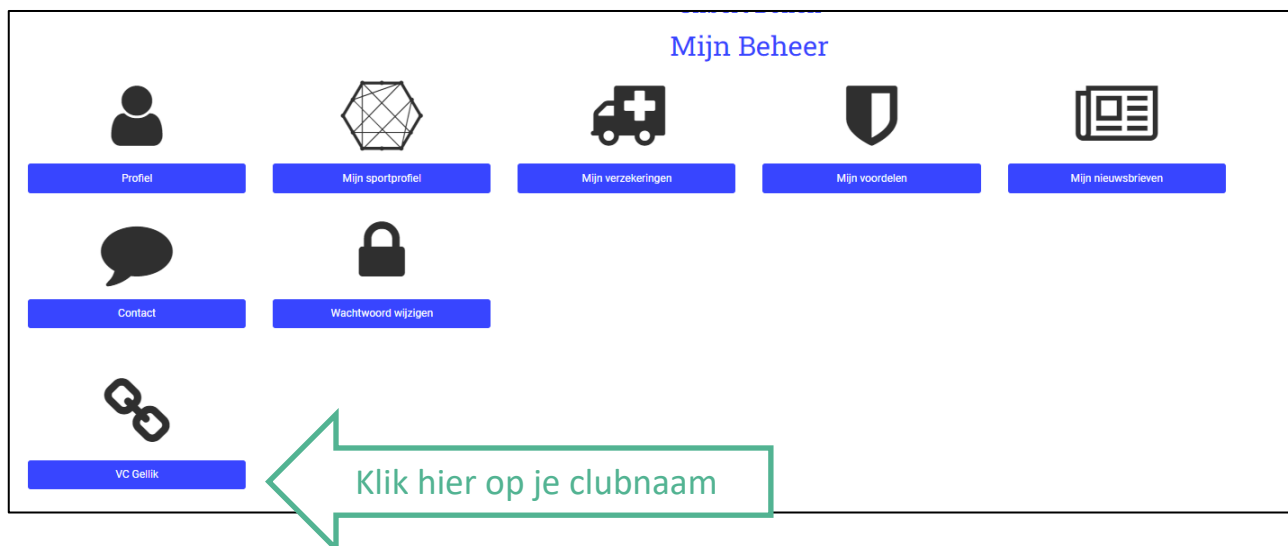 Mijn Beheer
Profiel
Mijn sportprofiel
Mijn verzekeringen
Mijn voordelen
Mijn nieuwsbrieven
Contact
Wachtwoord wijzigen
VC Gellik
Klik hier op je clubnaam